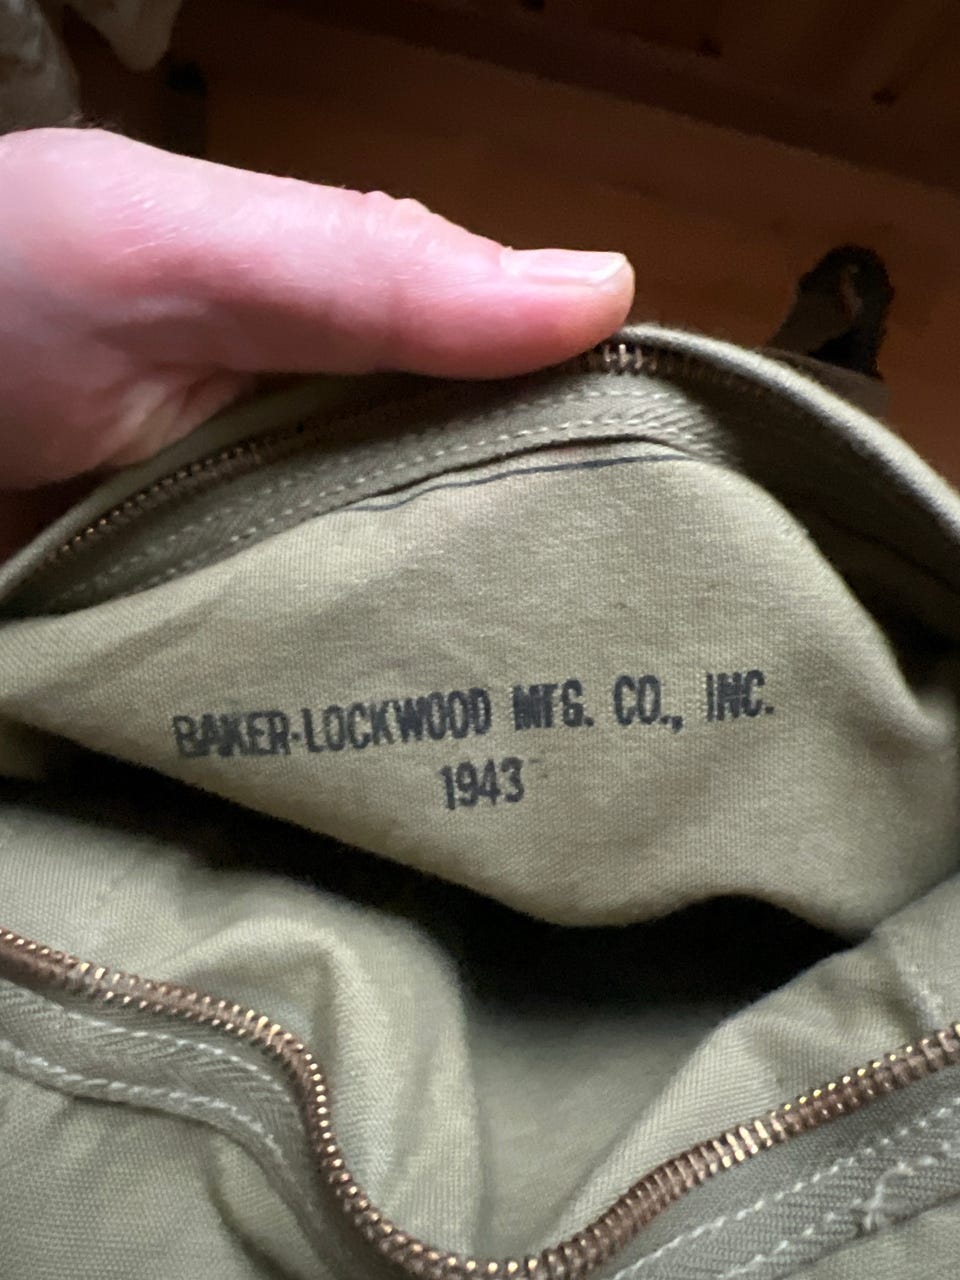 BAKER-LOCKWOOD MFG. CO., INC.
1943